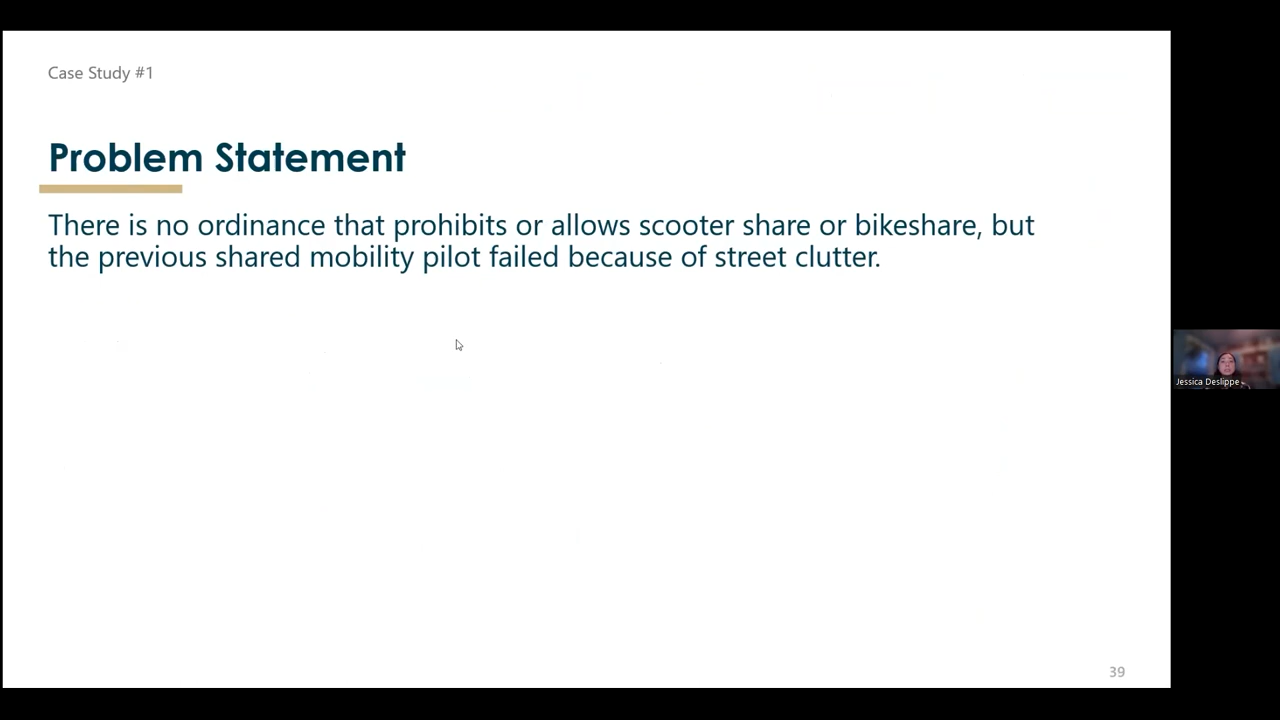 Case Study #1
Problem Statement
There is no ordinance that prohibits or allows scooter share or bikeshare, but
the previous shared mobility pilot failed because of street clutter.
Jessica Deslippe
39